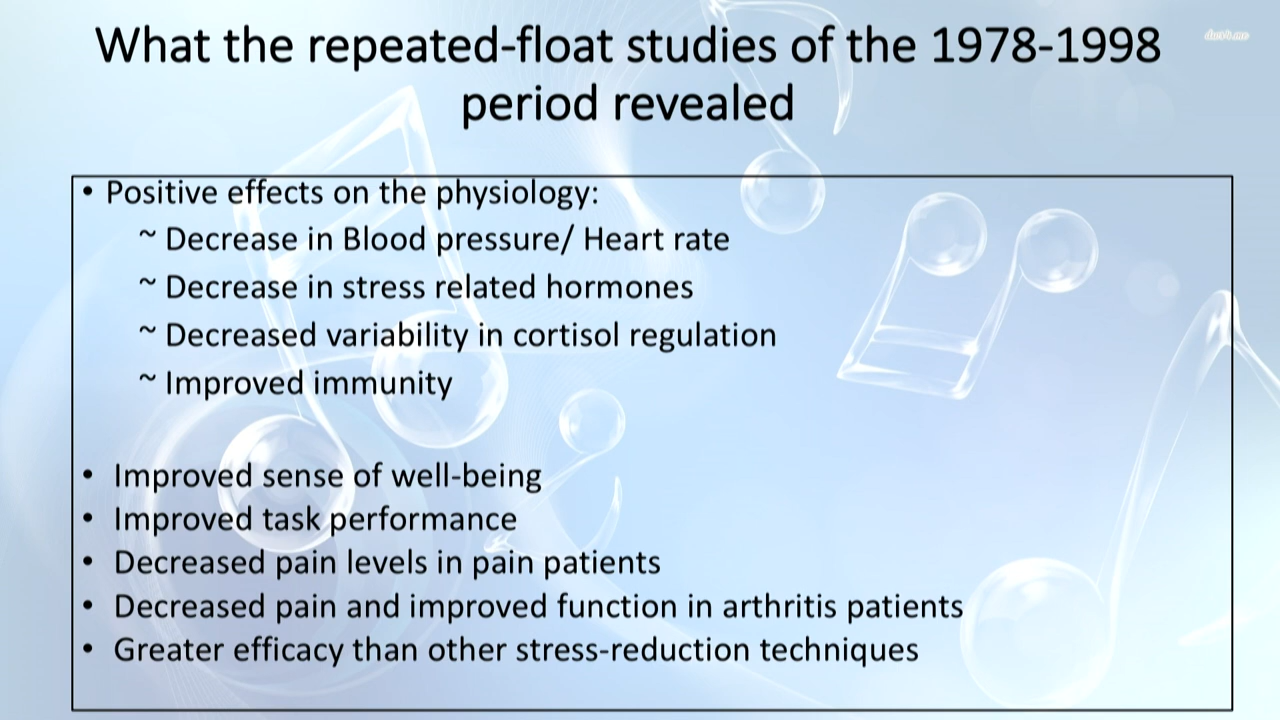 What the repeated-float studies of the 1978-1998
period revealed
• Positive effects on the physiology:
~ Decrease in Blood pressure/ Heart rate
~ Decrease in stress related hormones
~ Decreased variability in cortisol regulation
~ Improved immunity
• Improved sense of well-being
• Improved task performance
• Decreased pain levels in pain patients
• Decreased pain and improved function in arthritis patients
• Greater efficacy than other stress-reduction techniques